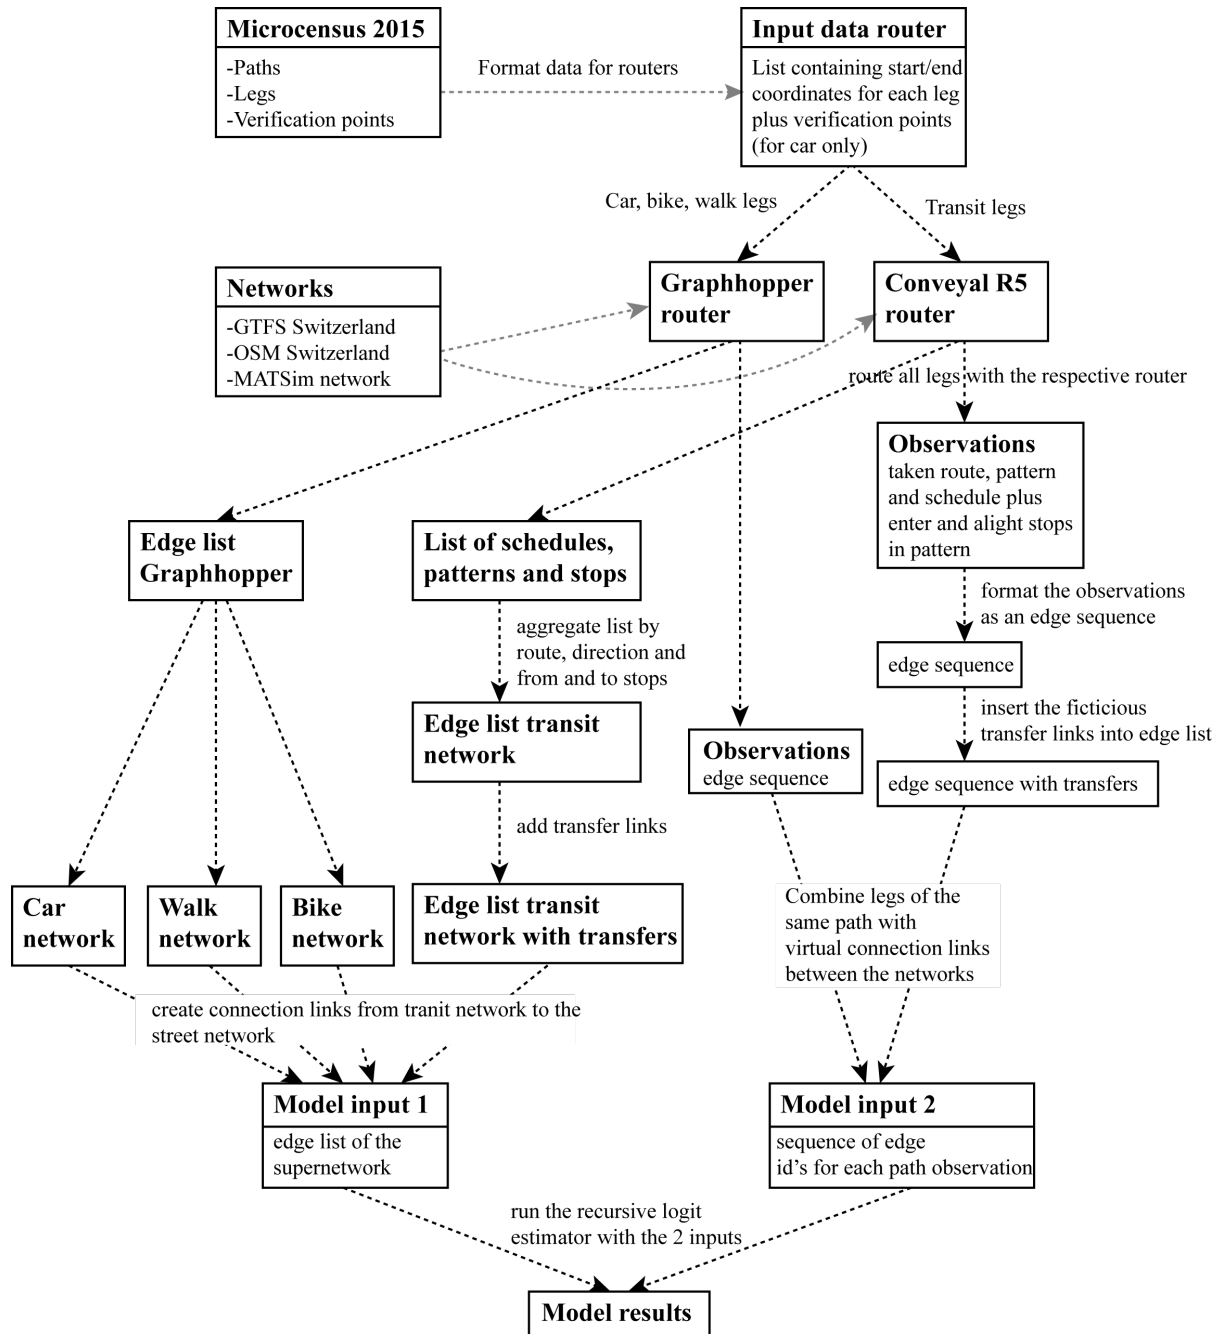 Microcensus 2015
-Paths
-Legs
-Verification points
Format data for routers
Input data router
List containing start/end
coordinates for each leg
plus verification points
(for car only)
Car, bike, walk legs
Transit legs
Networks
-GTFS Switzerland
-OSM Switzerland
-MATSim network
Graphhopper
router
Conveyal R5
router
route all legs with the respective router
Observations
taken route, pattern
and schedule plus
enter and alight stops
in pattern
Edge list
Graphhopper
List of schedules,
patterns and stops
format the observations
as an edge sequence
aggregate list by
route, direction and
from and to stops
edge sequence
insert the ficticious
transfer links into edge list
Edge list transit
network
Observations
edge sequence
edge sequence with transfers
add transfer links
Car
network
Walk
network
Bike
network
Edge list transit
network with transfers
Combine legs of the
same path with
virtual connection links
between the networks
create connection links from tranit network to the
street network
Model input 1
edge list of the
supernetwork
Model input 2
sequence of edge
id's for each path observation
run the recursive logit
estimator with the 2 inputs
Model results